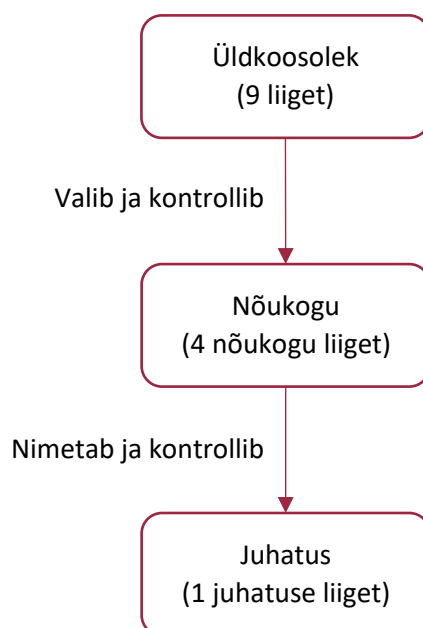 Üldkoosolek
(9 liiget)
Valib ja kontrollib
Nõukogu
(4 nõukogu liiget)
Nimetab ja kontrollib
Juhatus
(1 juhatuse liiget)